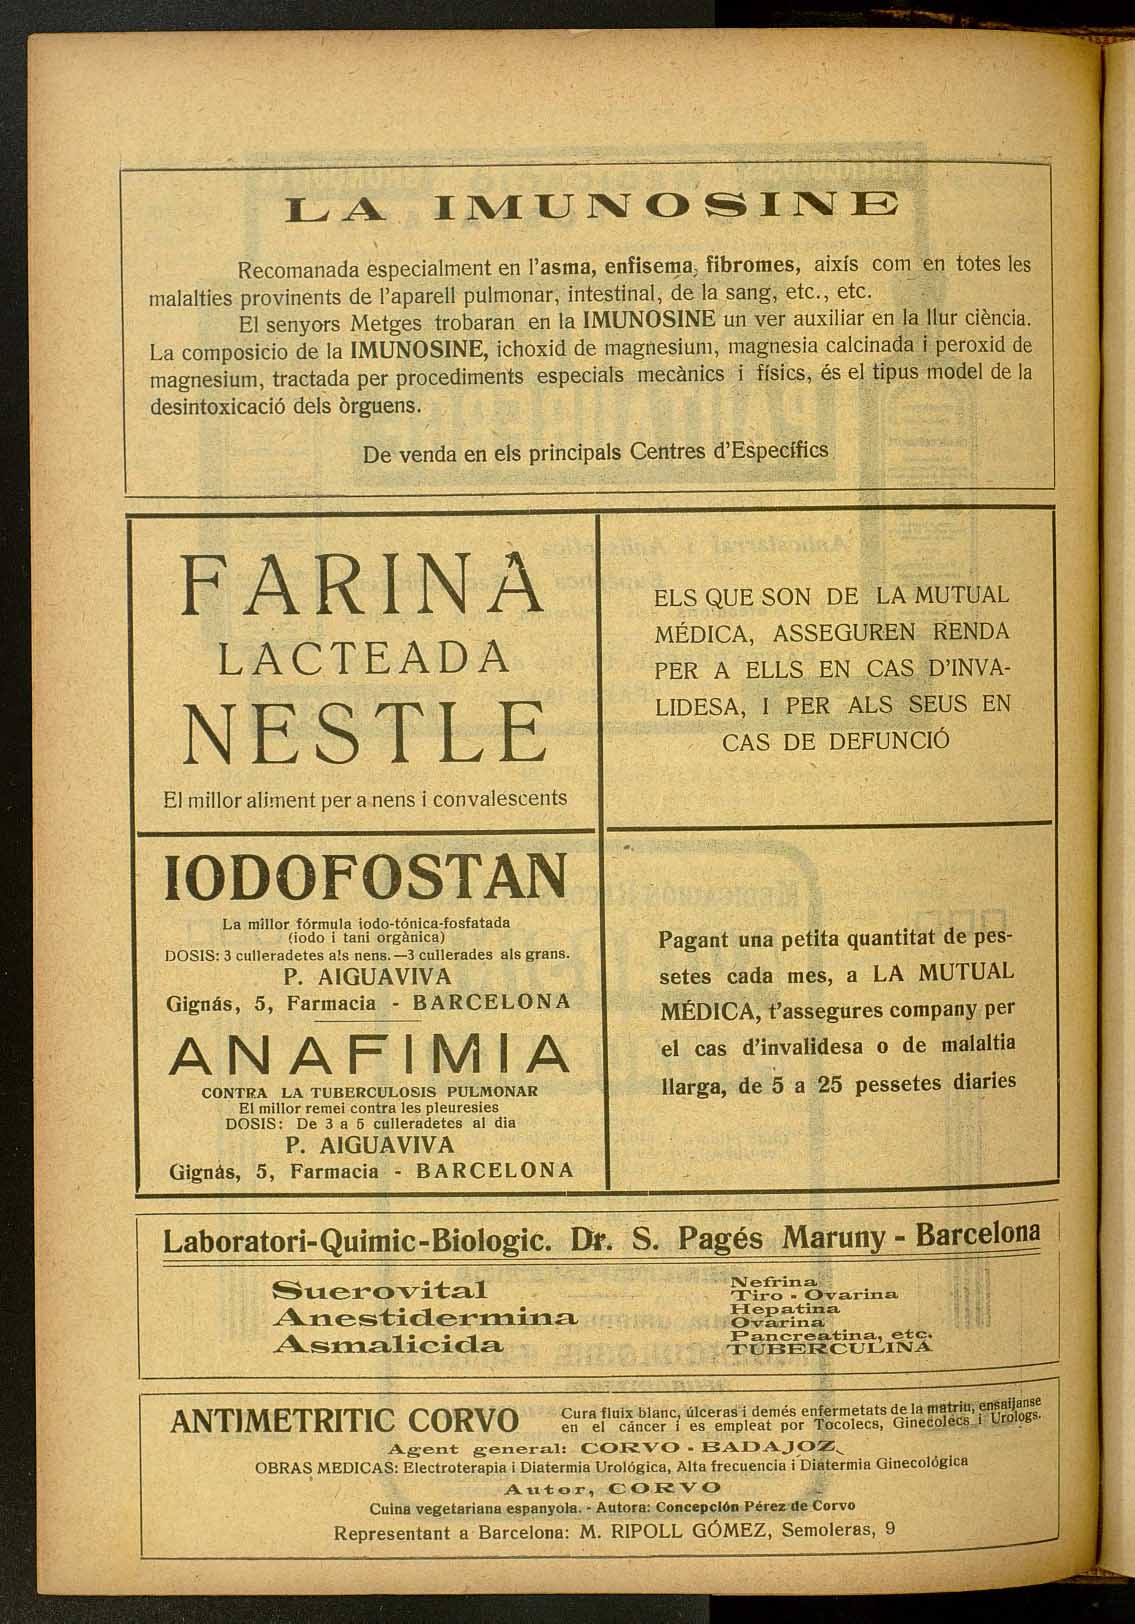 LA IMUNOSINE
Recomanada especialment en l'asma, enfisema, fibromes, aixís com en totes les
malalties provinents de l'aparell pulmonar, intestinal, de la sang, etc., etc.
El senyors Metges trobaran en la IMUNOSINE un ver auxiliar en la llur ciència.
La composicio de la IMUNOSINE, ichoxid de magnesium, magnesia calcinada i peroxid de
magnesium, tractada per procediments especials mecànics i físics, és el tipus model de la
desintoxicació dels òrguens.
De venda en els principals Centres d'Específics
FARINA
LACTEADA
NESTLE
El millor aliment per a nens i convalescents
ELS QUE SON DE LA MUTUAL
MÉDICA, ASSEGUREN RENDA
PER A ELLS EN CAS D'INVA-
LIDESA, I PER ALS SEUS EN
CAS DE DEFUNCIÓ
IODOFOSTAN
La millor fórmula iodo-tónica-fosfatada
(iodo i tani orgànica)
DOSIS: 3 culleradetes als nens.—3 cullerades als grans.
P. AIGUAVIVA
Gignás, 5, Farmacia - BARCELONA
ANAFIMIA
CONTRA LA TUBERCULOSIS PULMONAR
El millor remei contra les pleuresies
DOSIS: De 3 a 5 culleradetes al dia
P. AIGUAVIVA
Gignás, 5, Farmacia - BARCELONA
Pagant una petita quantitat de pes-
setes cada mes, a LA MUTUAL
MÉDICA, t'assegures company per
el cas d'invalidesa o de malaltia
llarga, de 5 a 25 pessetes diaries
Laboratori-Quimic-Biologic. Dr. S. Pagés Maruny - Barcelona
Suerovital
Anestidermina
Asmalicida
Nefrina
Tiro - Ovarina
Hepatina
Ovarina
Pancreatina, etc.
TUBERCULINA
ANTIMETRITIC CORVO
Cura fluix blanc, úlceras i demés enfermetats de la matriu, ensaijanse
en el cáncer i es empleat por Tocolecs, Ginecolecs i Urologs.
Agent general: CORVO - BADAJOZ
OBRAS MEDICAS: Electroterapia i Diatermia Urológica, Alta frecuencia i Diatermia Ginecológica
Autor, CORVO
Cuina vegetariana espanyola. - Autora: Concepción Pérez de Corvo
Representant a Barcelona: M. RIPOLL GÓMEZ, Semoleras, 9